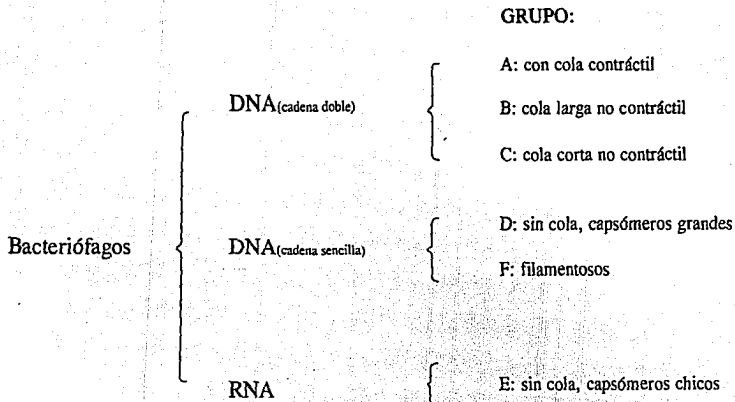 GRUPO:
A: con cola contráctil
DNA(cadena doble)
B: cola larga no contráctil
C: cola corta no contráctil
D: sin cola, capsómeros grandes
Bacteriófagos
DNA(cadena sencilla)
F: filamentosos
RNA
E: sin cola, capsómeros chicos